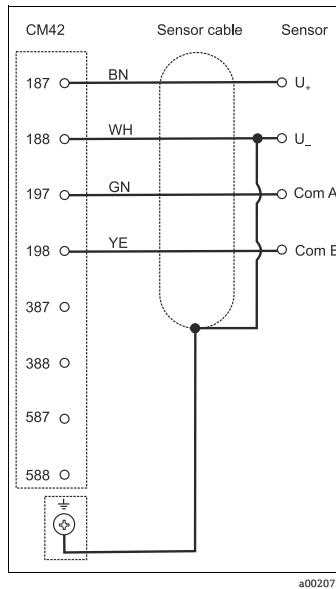 CM42 Sensor cable Sensor
187 BN U+
188 WH U−
197 GN Com A
198 YE Com B
387
388
587
588
a00207